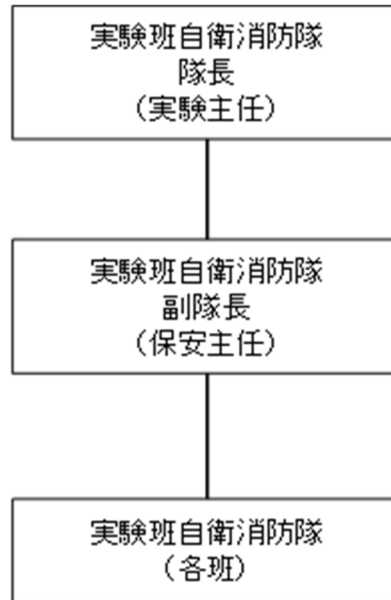 実験班自衛消防隊
隊長
（実験主任）
実験班自衛消防隊
副隊長
（保安主任）
実験班自衛消防隊
（各班）